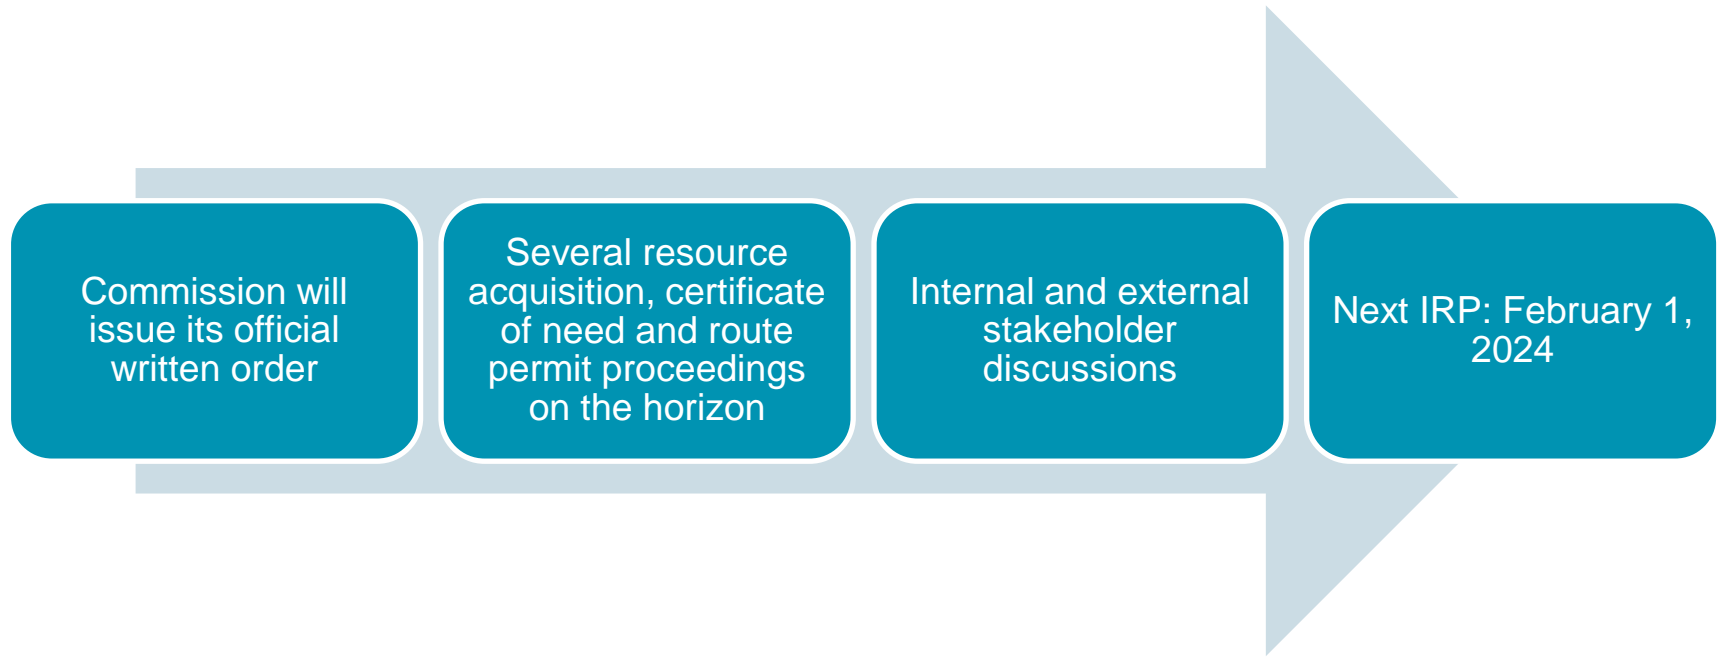 Commission will
issue its official
written order
Several resource
acquisition, certificate
of need and route
permit proceedings
on the horizon
Internal and external
stakeholder
discussions
Next IRP: February 1,
2024